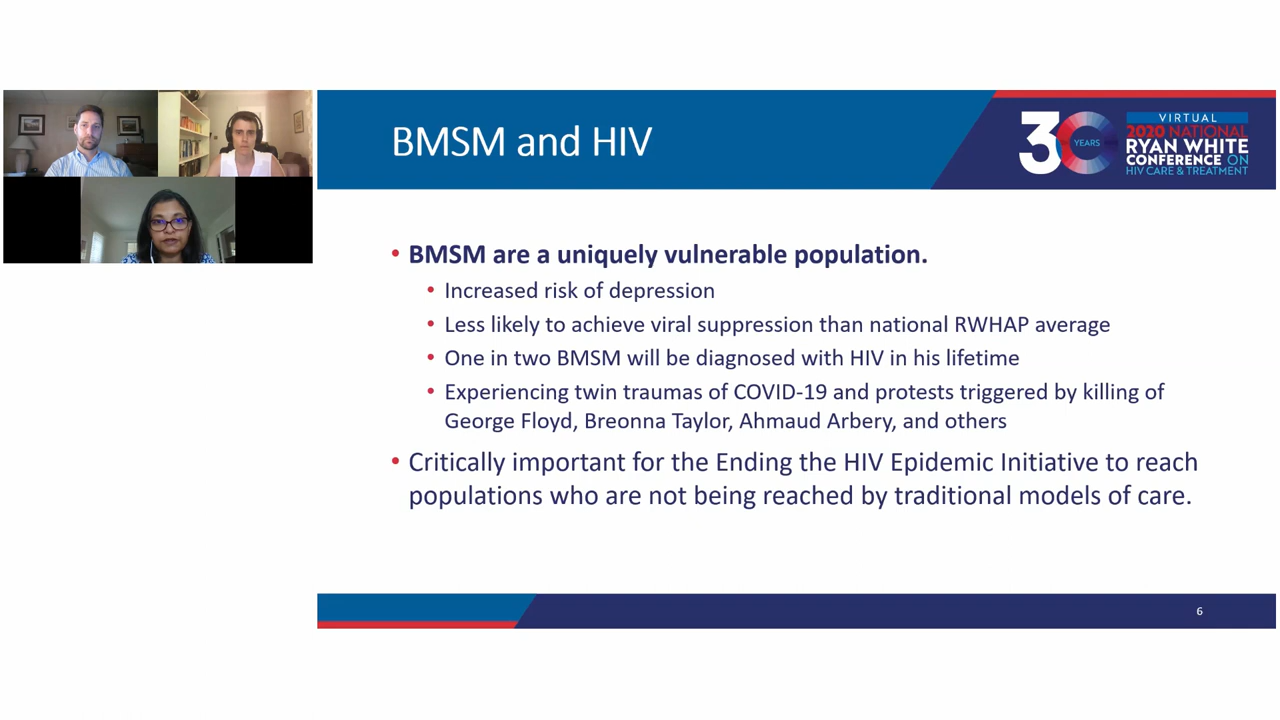 BMSM and HIV
30
YEARS
VIRTUAL
2020 NATIONAL
RYAN WHITE
CONFERENCE ON
HIV CARE & TREATMENT
• BMSM are a uniquely vulnerable population.
• Increased risk of depression
• Less likely to achieve viral suppression than national RWHAP average
• One in two BMSM will be diagnosed with HIV in his lifetime
• Experiencing twin traumas of COVID-19 and protests triggered by killing of
George Floyd, Breonna Taylor, Ahmaud Arbery, and others
• Critically important for the Ending the HIV Epidemic Initiative to reach
populations who are not being reached by traditional models of care.
6